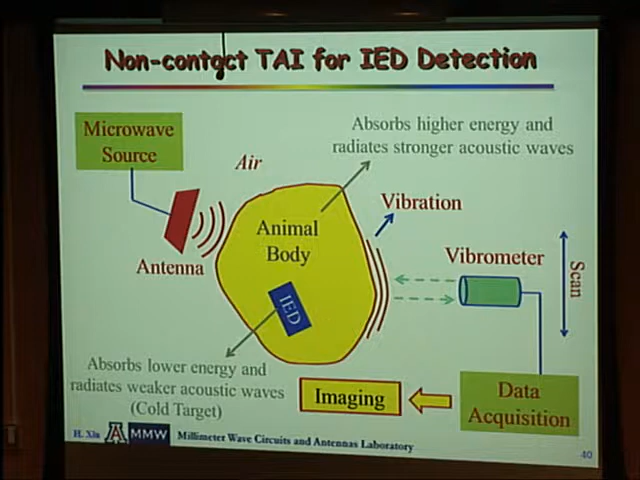 Non-contact TAI for IED Detection
Microwave
Source
Absorbs higher energy and
radiates stronger acoustic waves
Air
Vibration
Animal
Body
Antenna
Vibrometer
Scan
IED
Absorbs lower energy and
radiates weaker acoustic waves
(Cold Target)
Imaging
Data
Acquisition
H. Xin
A
MMW
Millimeter Wave Circuits and Antennas Laboratory
40